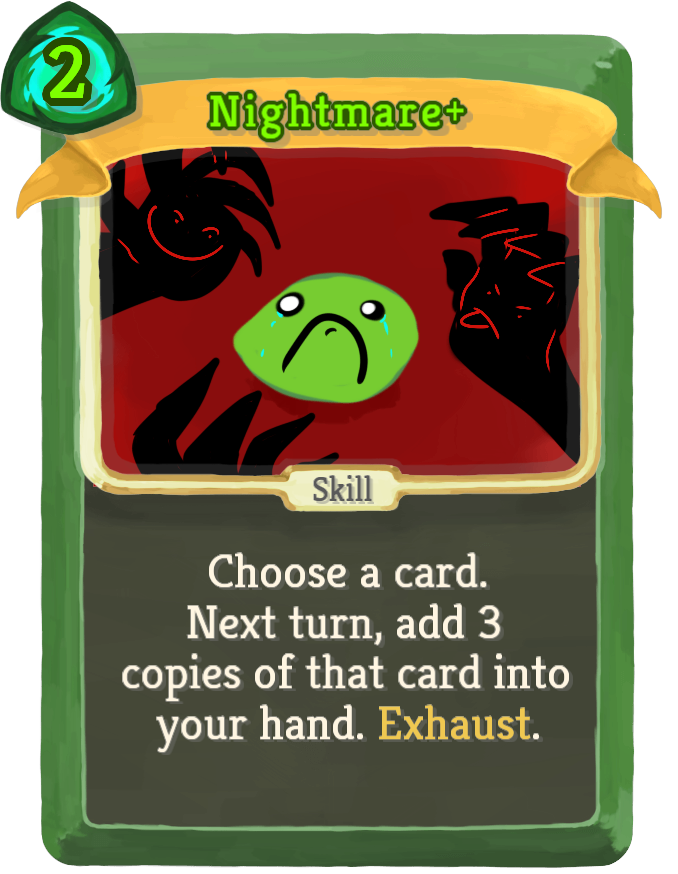 2
Nightmare+
Skill
Choose a card.
Next turn, add 3
copies of that card into
your hand. Exhaust.